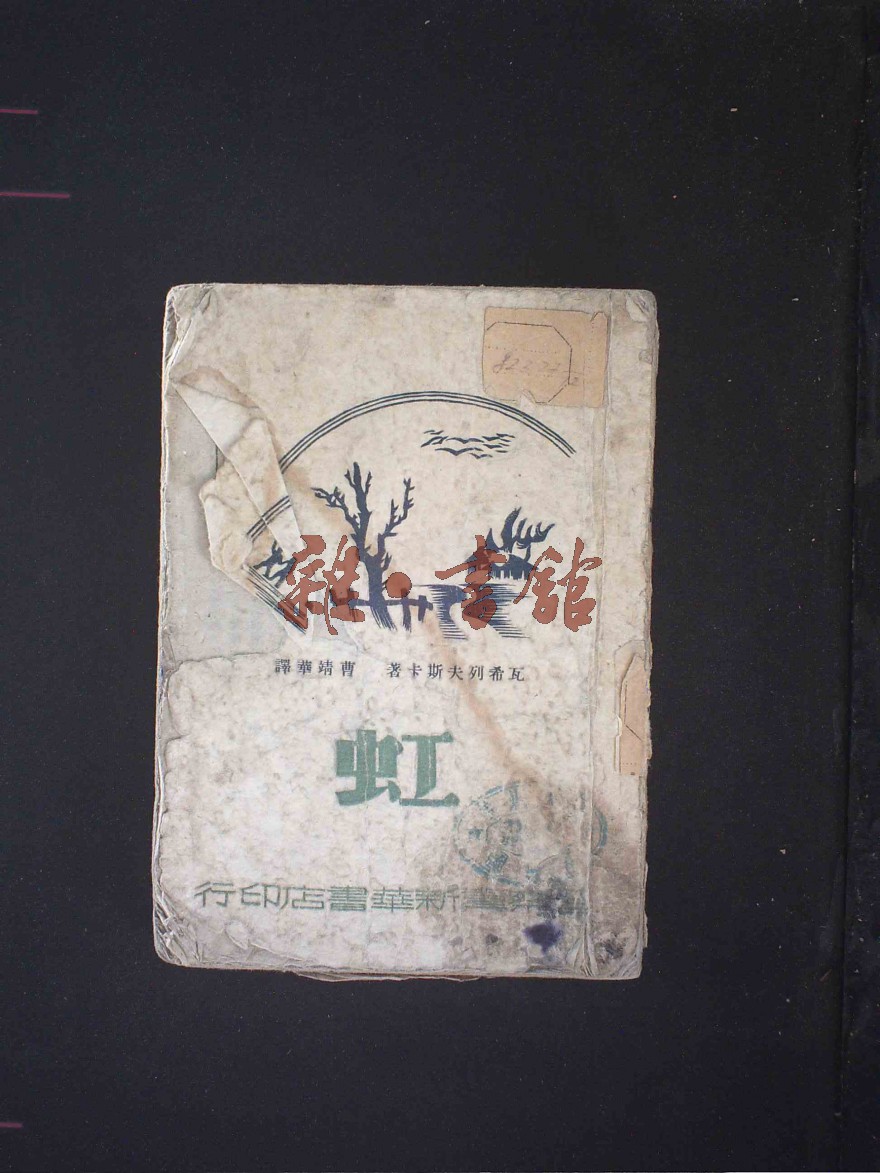 雜·書館
瓦希列夫斯卡著 曹靖華譯
虹
新華書店印行